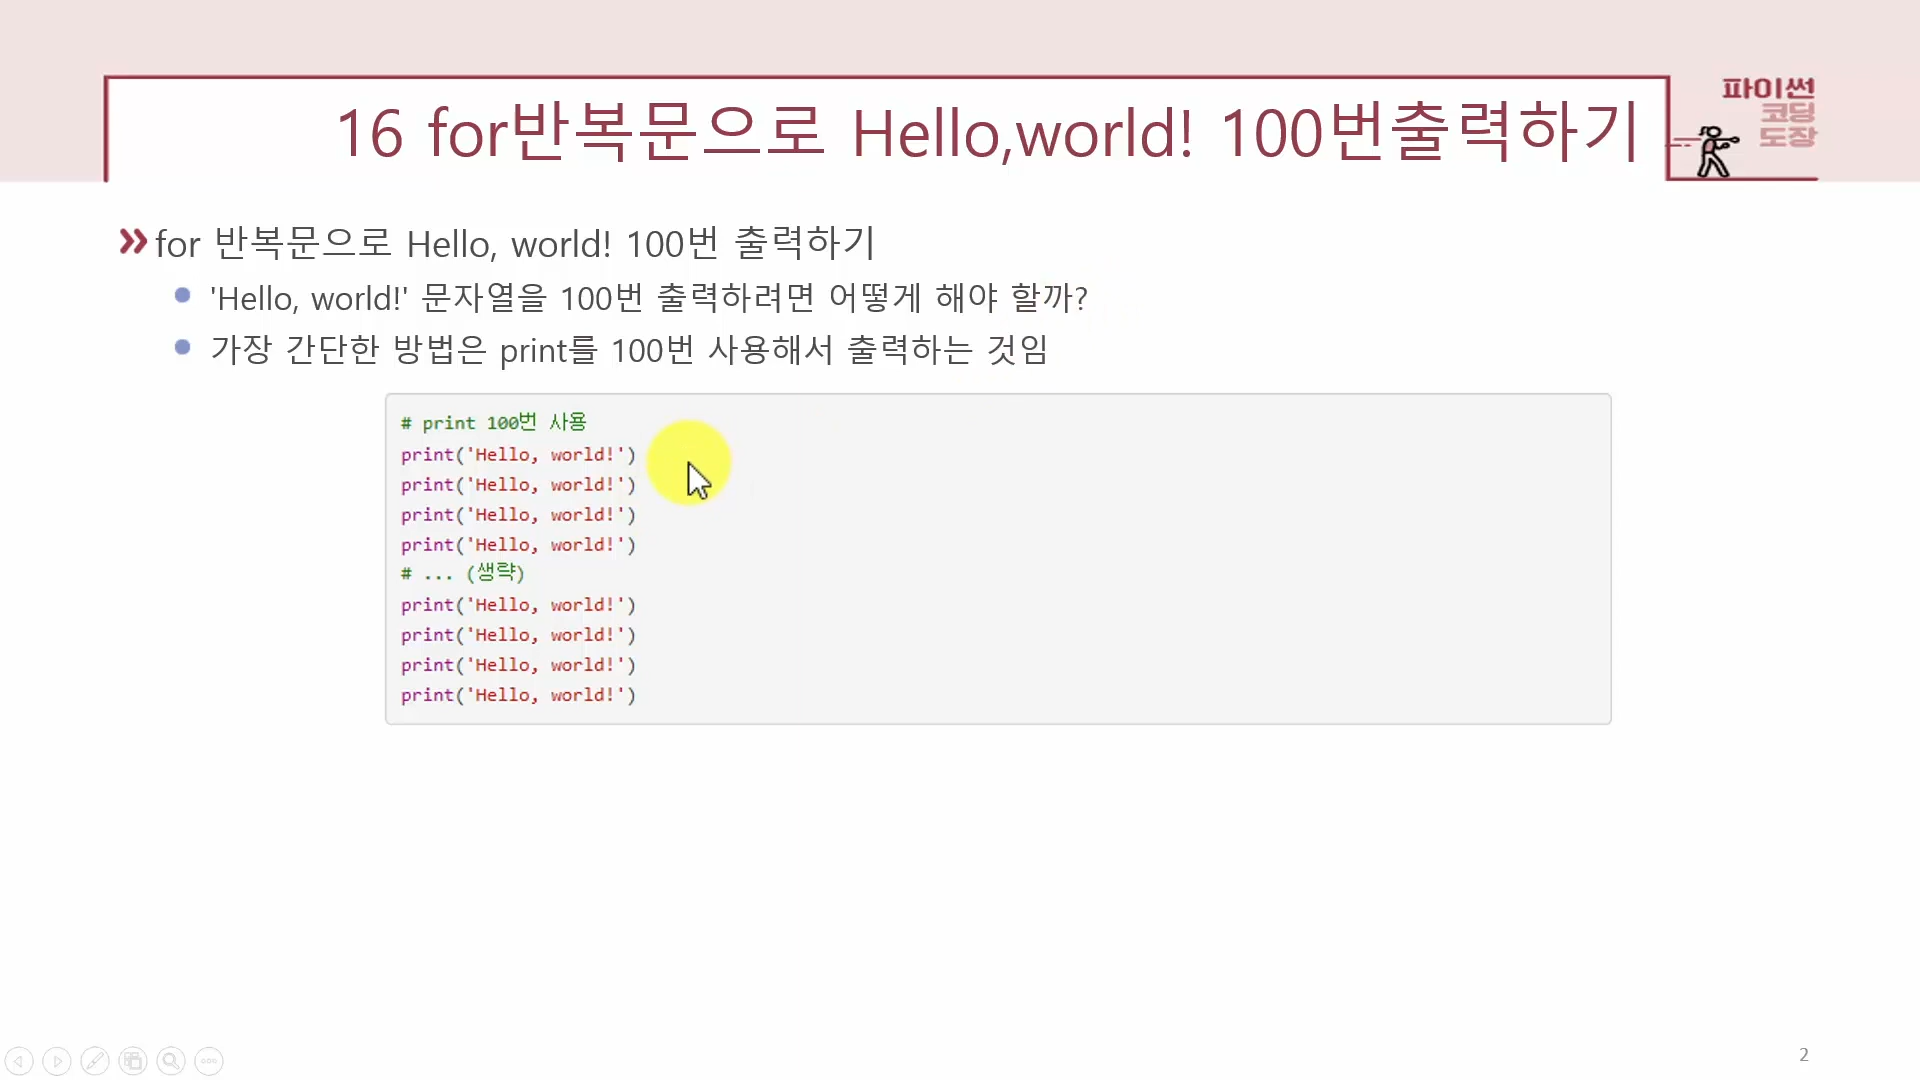 16 for반복문으로 Hello,world! 100번출력하기
파이썬
코딩
도장
for 반복문으로 Hello, world! 100번 출력하기
'Hello, world!' 문자열을 100번 출력하려면 어떻게 해야 할까?
가장 간단한 방법은 print를 100번 사용해서 출력하는 것임
# print 100번 사용
print('Hello, world!')
print('Hello, world!')
print('Hello, world!')
print('Hello, world!')
# ... (생략)
print('Hello, world!')
print('Hello, world!')
print('Hello, world!')
print('Hello, world!')
2